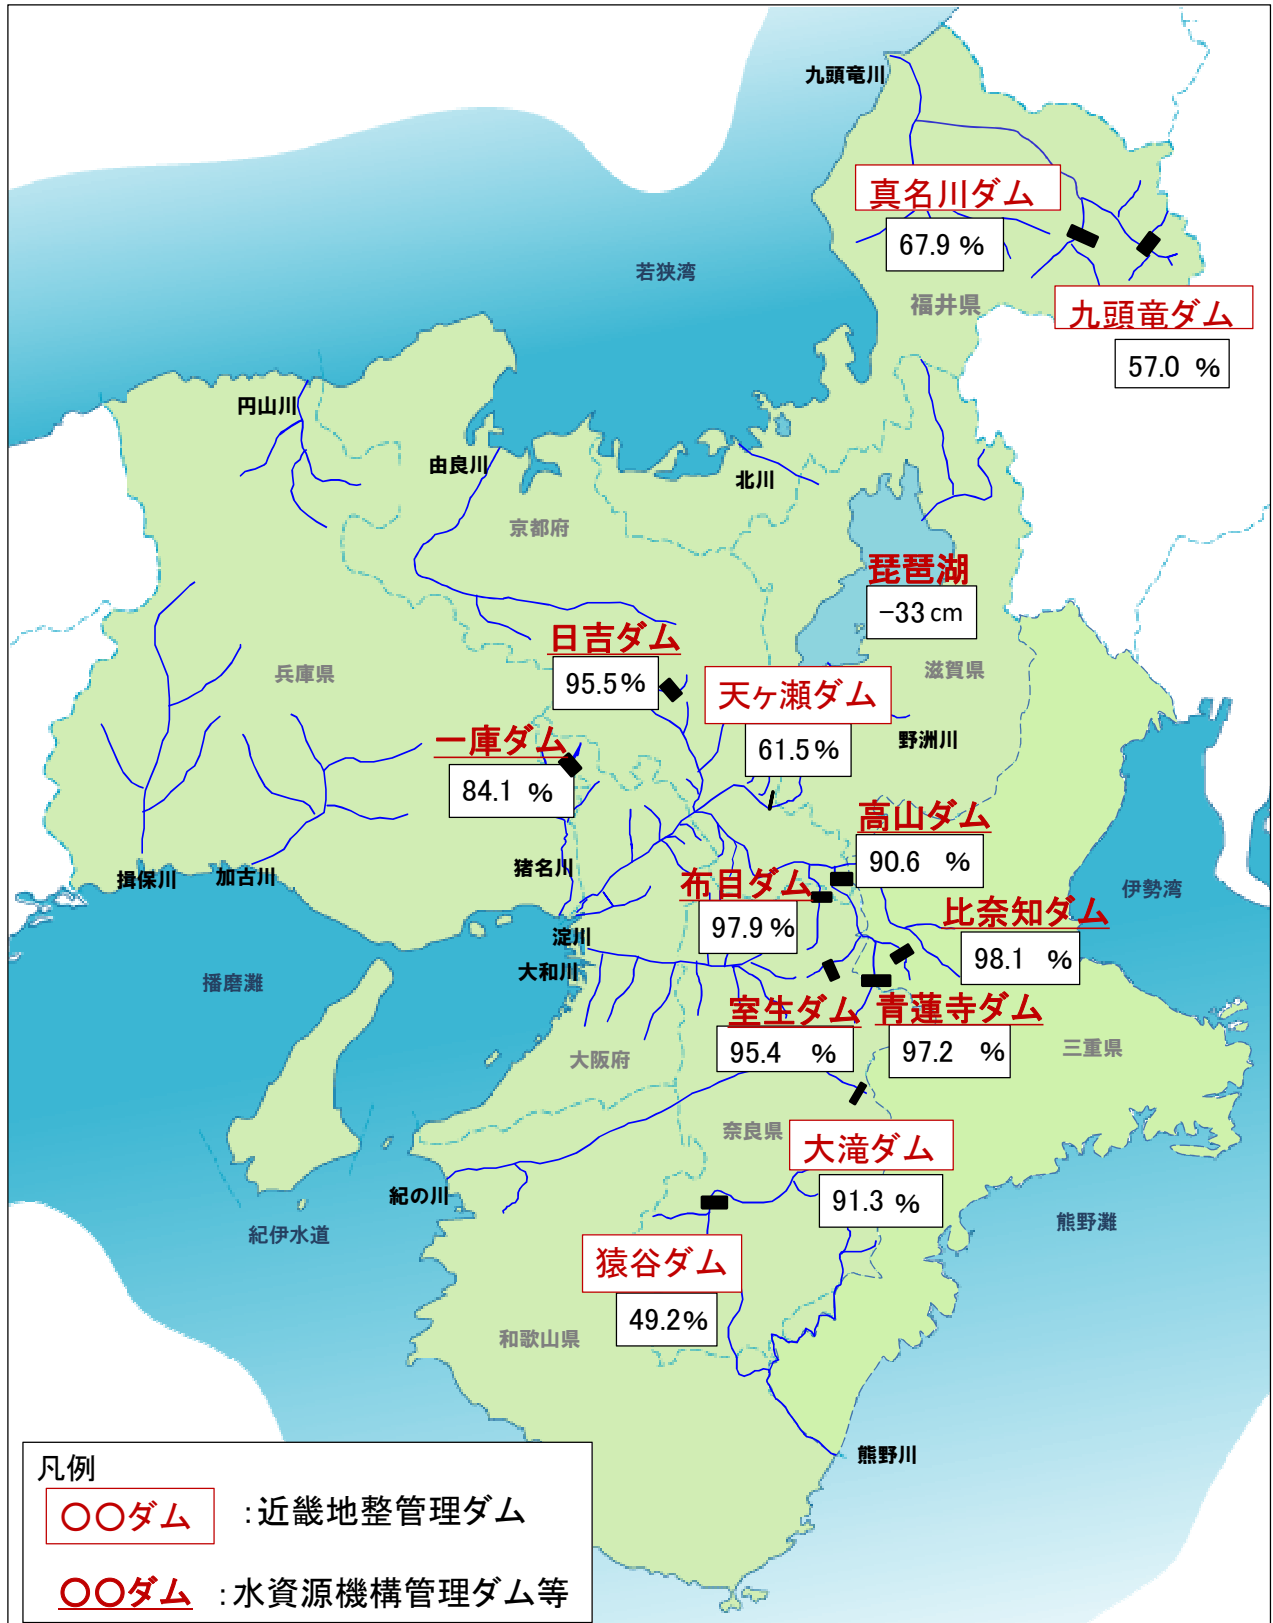 九頭竜川
真名川ダム
67.9 %
若狭湾
福井県
九頭竜ダム
57.0 %
円山川
由良川
北川
京都府
琵琶湖
-33 cm
日吉ダム
95.5%
兵庫県
滋賀県
天ヶ瀬ダム
61.5%
野洲川
一庫ダム
84.1 %
高山ダム
90.6 %
猪名川
揖保川
加古川
布目ダム
97.9 %
伊勢湾
比奈知ダム
98.1 %
淀川
大和川
播磨灘
室生ダム
95.4 %
青蓮寺ダム
97.2 %
三重県
大阪府
奈良県
大滝ダム
91.3 %
紀の川
紀伊水道
熊野灘
猿谷ダム
49.2%
和歌山県
熊野川
凡例
〇〇ダム :近畿地整管理ダム
〇〇ダム :水資源機構管理ダム等